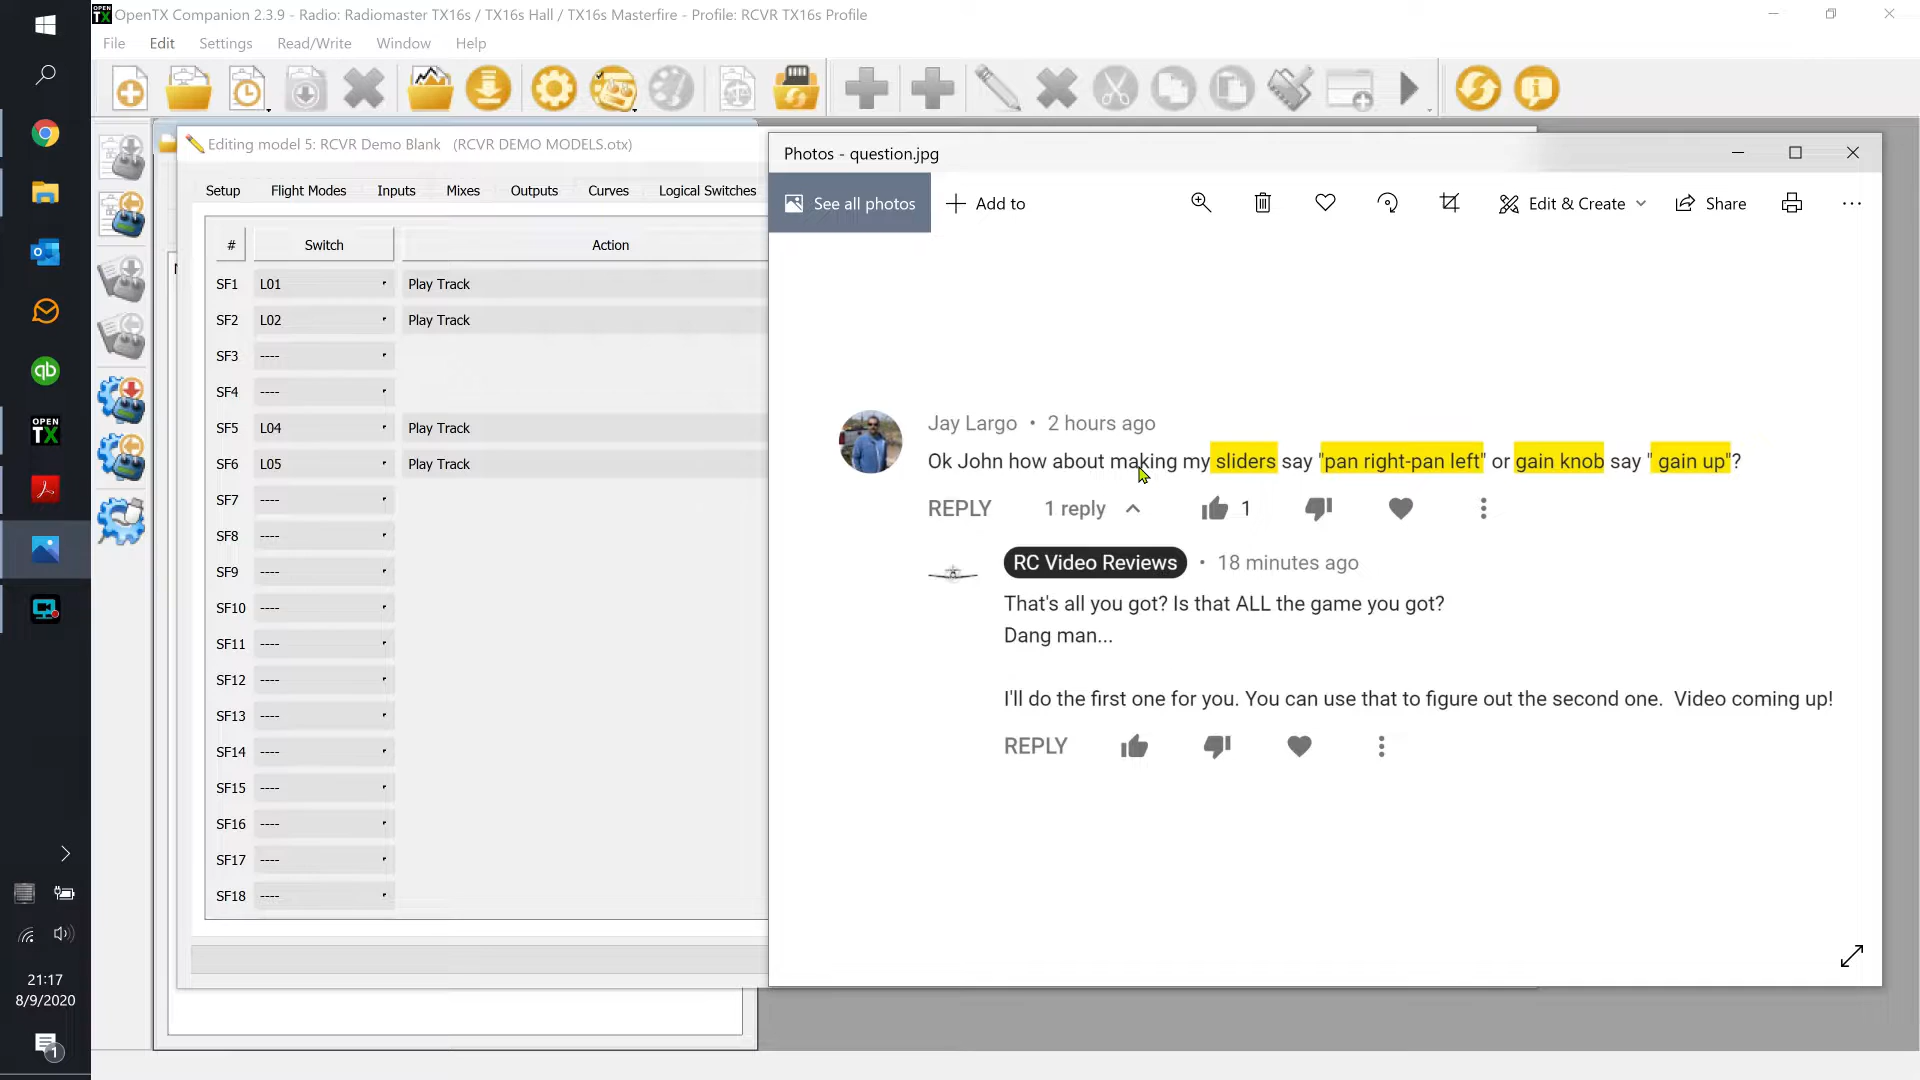 OPEN TX OpenTX Companion 2.3.9 - Radio: Radiomaster TX16s / TX16s Hall / TX16s Masterfire - Profile: RCVR TX16s Profile
File Edit Settings Read/Write Window Help
Editing model 5: RCVR Demo Blank (RCVR DEMO MODELS.otx)
Setup Flight Modes Inputs Mixes Outputs Curves Logical Switches
# Switch Action
SF1 L01 Play Track
SF2 L02 Play Track
SF3 ----
SF4 ----
SF5 L04 Play Track
SF6 L05 Play Track
SF7 ----
SF8 ----
SF9 ----
SF10 ----
SF11 ----
SF12 ----
SF13 ----
SF14 ----
SF15 ----
SF16 ----
SF17 ----
SF18 ----
Photos - question.jpg
See all photos Add to Edit & Create Share
Jay Largo • 2 hours ago
Ok John how about making my sliders say "pan right-pan left" or gain knob say " gain up"?
REPLY 1 reply 1
RC Video Reviews • 18 minutes ago
That's all you got? Is that ALL the game you got?
Dang man...
I'll do the first one for you. You can use that to figure out the second one. Video coming up!
REPLY
qb
OPEN
TX
21:17
8/9/2020
1